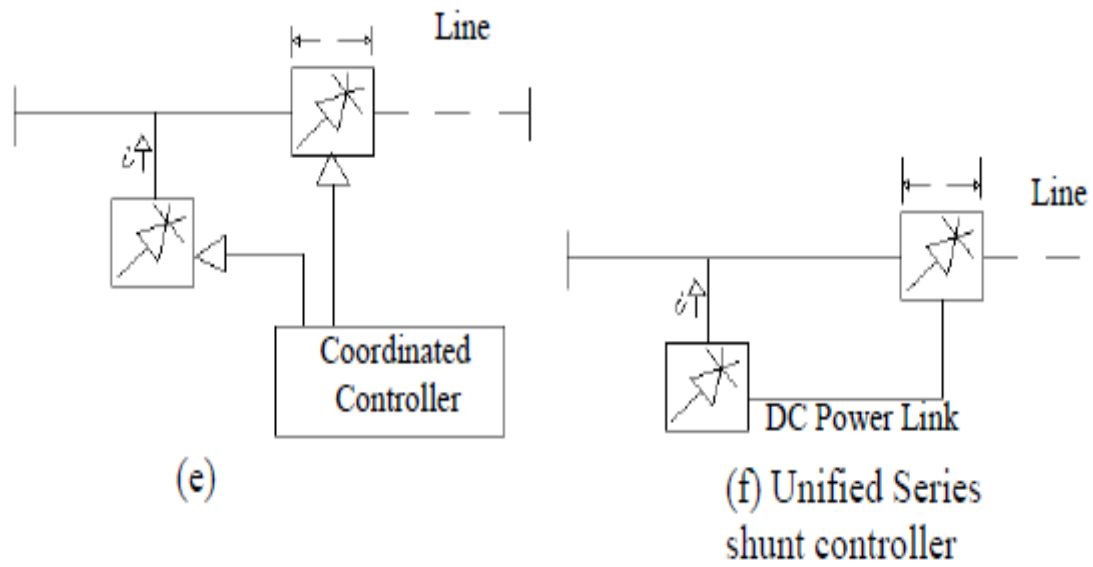 Line
i
Coordinated
Controller
(e)
Line
i
DC Power Link
(f) Unified Series
shunt controller